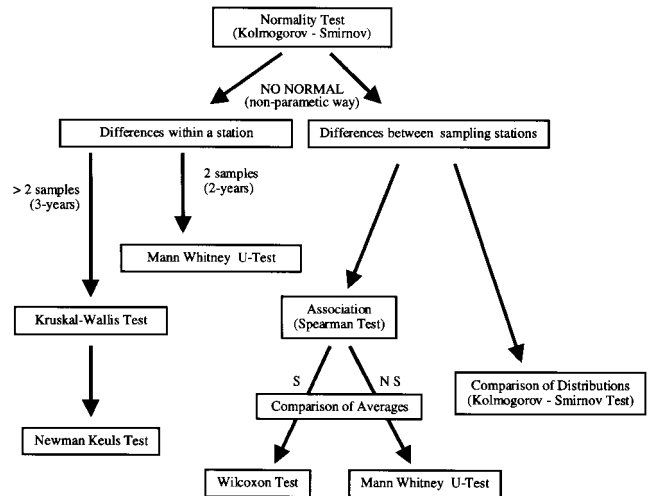 Normality Test
(Kolmogorov - Smirnov)
NO NORMAL
(non-parametic way)
Differences within a station
Differences between sampling stations
> 2 samples
(3-years)
2 samples
(2-years)
Mann Whitney U-Test
Kruskal-Wallis Test
Association
(Spearman Test)
S
N S
Comparison of Averages
Comparison of Distributions
(Kolmogorov - Smirnov Test)
Newman Keuls Test
Wilcoxon Test
Mann Whitney U-Test